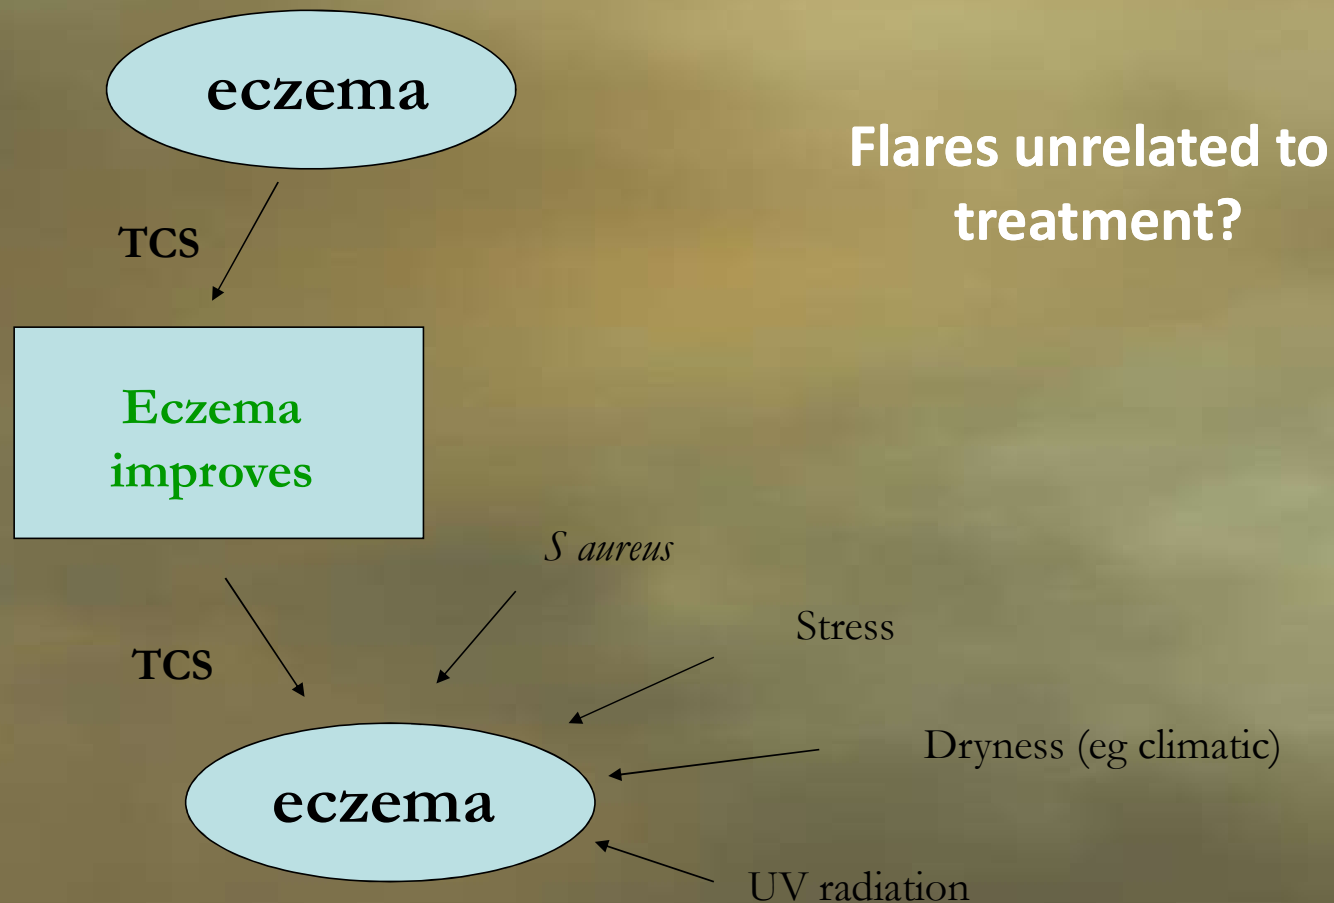 eczema
Flares unrelated to
treatment?
TCS
Eczema
improves
S aureus
Stress
TCS
Dryness (eg climatic)
eczema
UV radiation